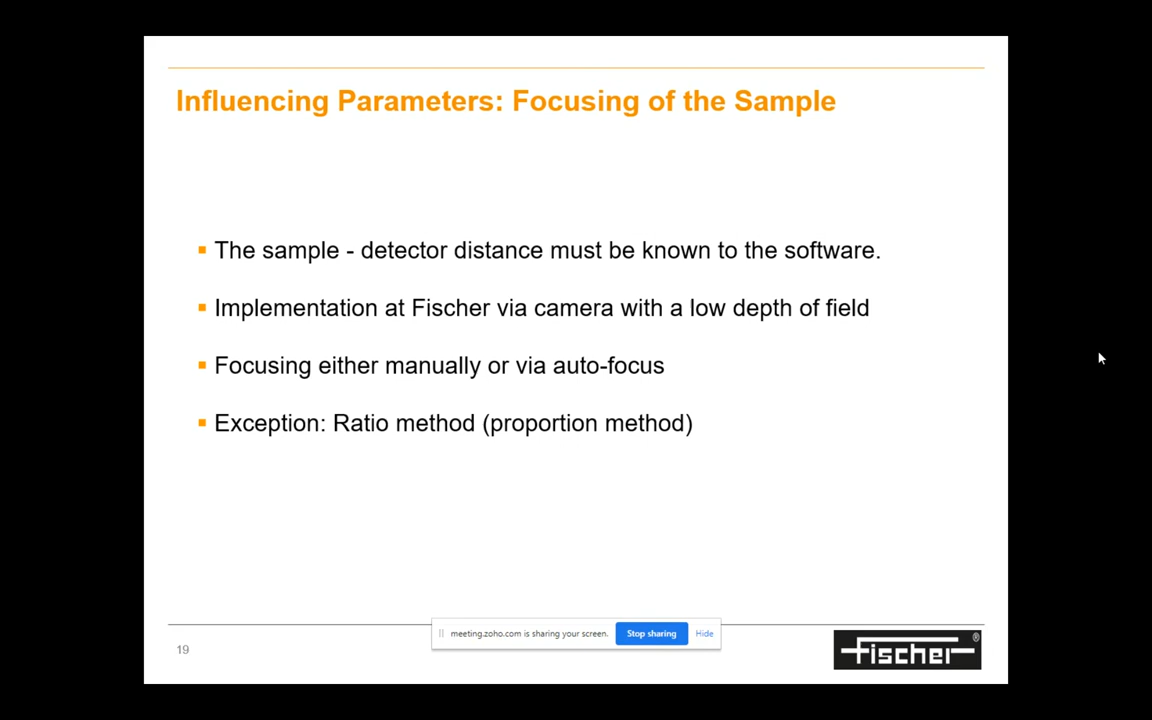 Influencing Parameters: Focusing of the Sample
▪ The sample - detector distance must be known to the software.
▪ Implementation at Fischer via camera with a low depth of field
▪ Focusing either manually or via auto-focus
▪ Exception: Ratio method (proportion method)
meeting.zoho.com is sharing your screen. Stop sharing Hide
19
fischer®